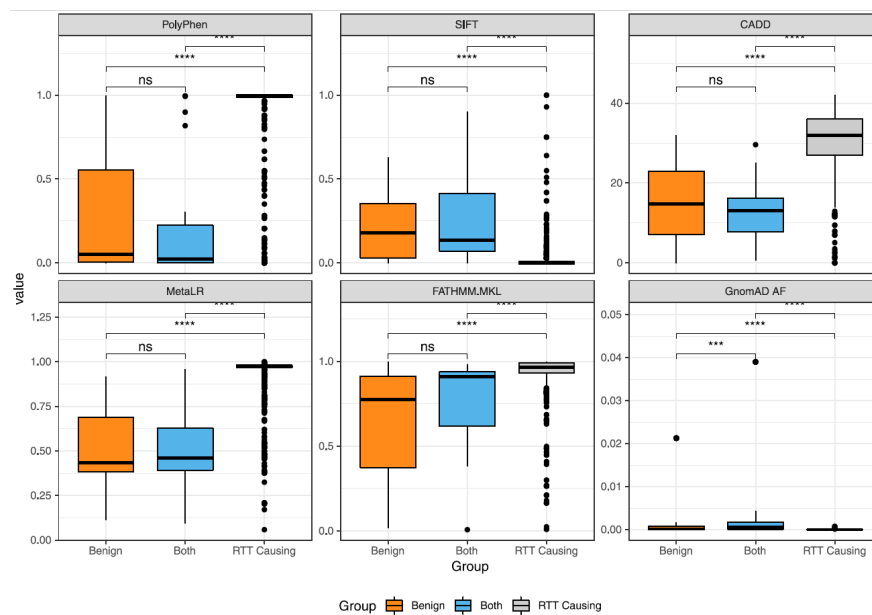 PolyPhen SIFT CADD
**** **** ****
**** **** ****
ns ns ns
1.0 1.0 40
0.5 0.5 20
0.0 0.0 0
value
MetaLR FATHMM.MKL GnomAD AF
1.25 0.05
**** **** ****
**** **** ****
ns ns ***
1.00 1.0 0.04
0.75 0.03
0.50 0.5 0.02
0.25 0.01
0.00 0.0 0.00
Benign Both RTT Causing Benign Both RTT Causing Benign Both RTT Causing
Group
Group Benign Both RTT Causing